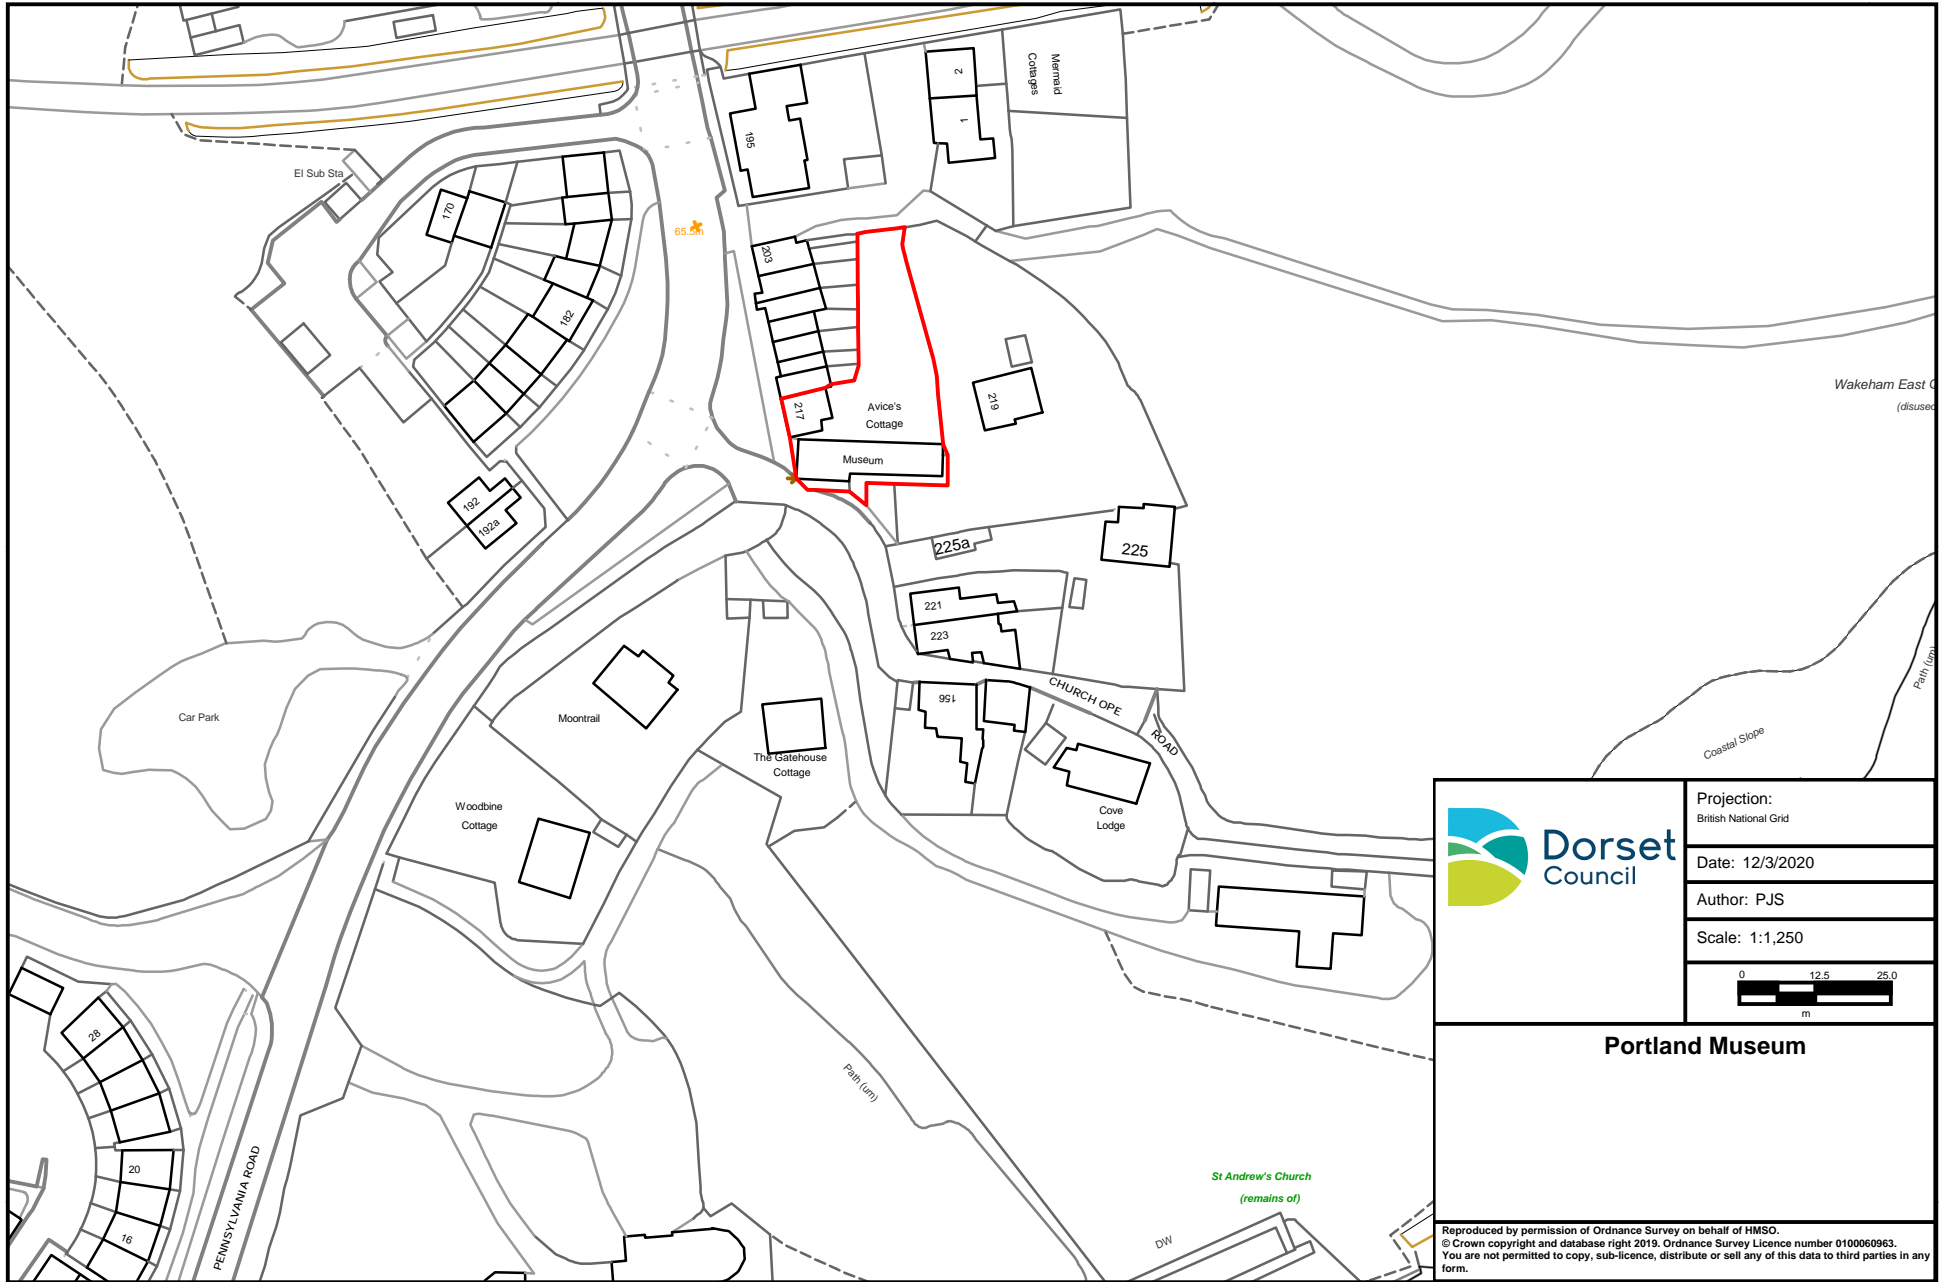 Mermaid
Cottages
2
1
195
El Sub Sta
170
65.5m
203
182
217
Avice's
Cottage
219
Museum
Wakeham East
(disused
192
192a
225a
225
221
223
156
CHURCH OPE
ROAD
Car Park
Moontrail
The Gatehouse
Cottage
Woodbine
Cottage
Cove
Lodge
Coastal Slope
Path (um)
28
20
16
PENNSYLVANIA ROAD
Path (um)
St Andrew's Church
(remains of)
DW
Dorset
Council
Projection:
British National Grid
Date: 12/3/2020
Author: PJS
Scale: 1:1,250
0 12.5 25.0
m
Portland Museum
Reproduced by permission of Ordnance Survey on behalf of HMSO.
© Crown copyright and database right 2019. Ordnance Survey Licence number 0100060963.
You are not permitted to copy, sub-licence, distribute or sell any of this data to third parties in any
form.